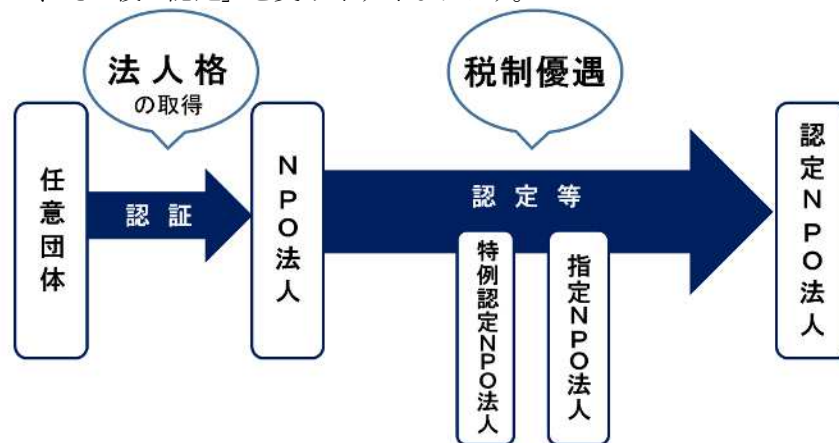 法人格
の取得
税制優遇
任意団体
認証
NPO法人
認定等
特例認定NPO法人
指定NPO法人
認定NPO法人